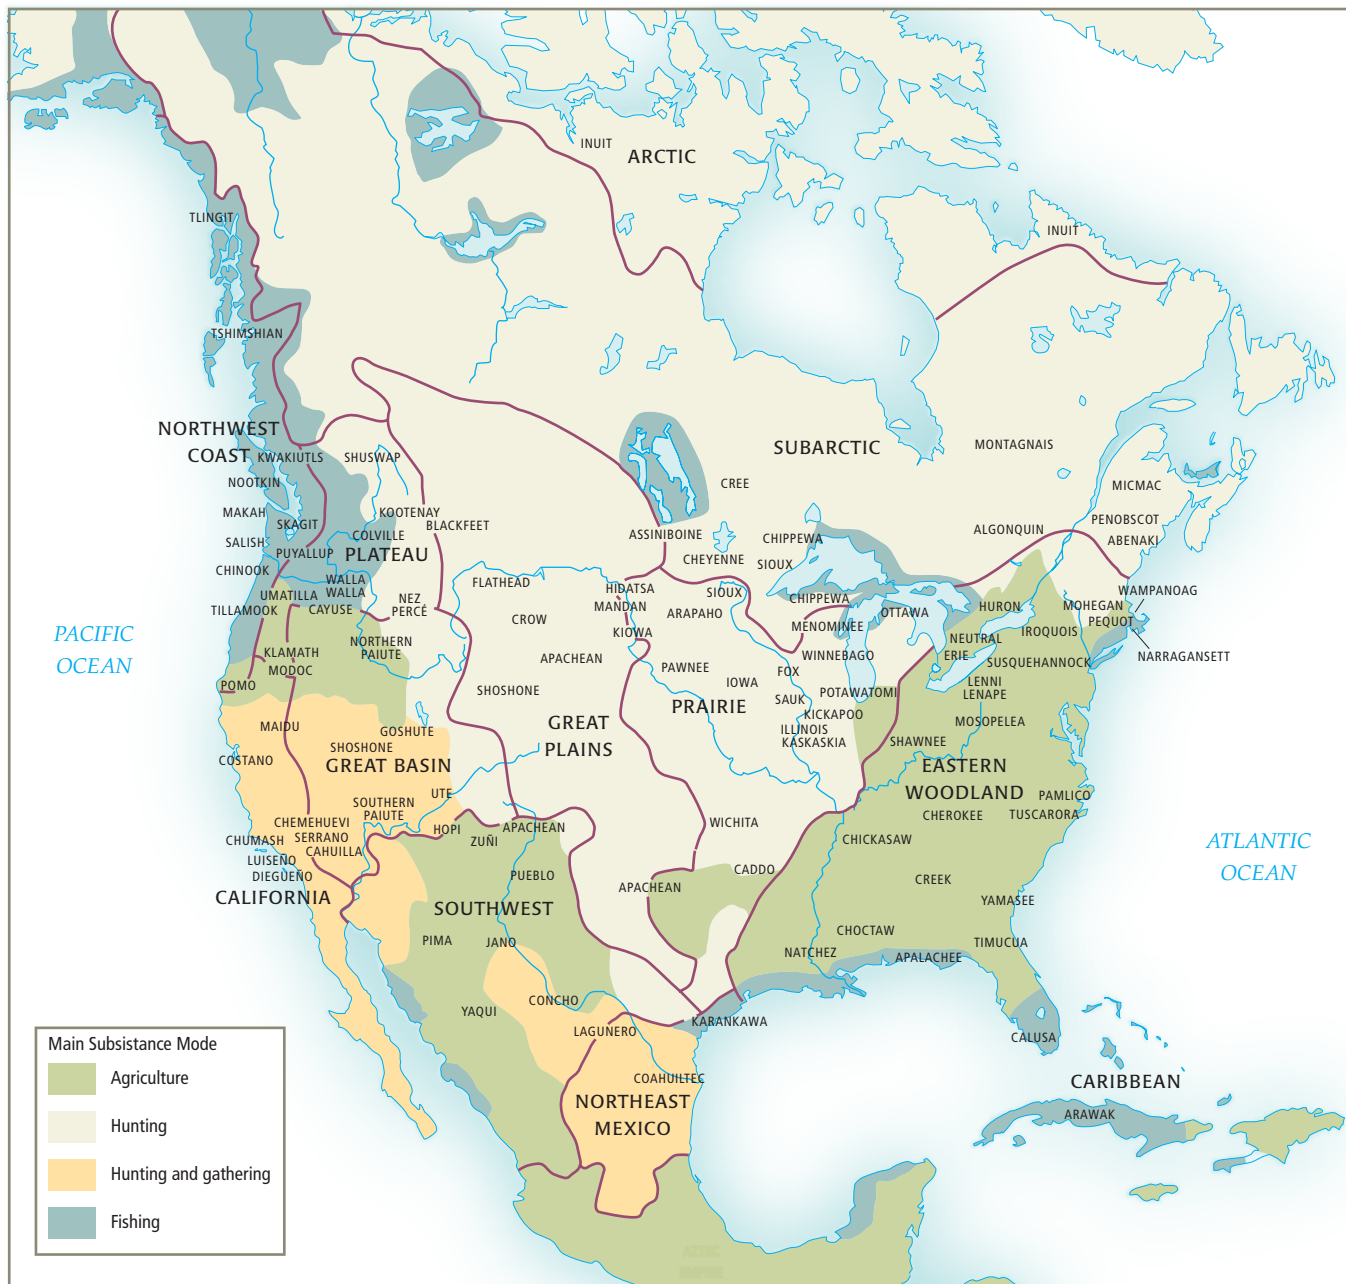 INUIT
ARCTIC
TLINGIT
INUIT
TSHIMSHIAN
NORTHWEST
COAST
KWAKIUTLS
SHUSWAP
SUBARCTIC
MONTAGNAIS
NOOTKIN
CREE
MICMAC
MAKAH
SKAGIT
KOOTENAY
BLACKFEET
PENOBSCOT
ALGONQUIN
ABENAKI
SALISH
COLVILLE
ASSINIBOINE
CHIPPEWA
PUYALLUP
PLATEAU
CHEYENNE
SIOUX
CHINOOK
WALLA
WALLA
FLATHEAD
HIDATSA
SIOUX
CHIPPEWA
WAMPANOAG
UMATILLA
TILLAMOOK
CAYUSE
NEZ
PERCÉ
MANDAN
ARAPAHO
OTTAWA
HURON
MOHEGAN
PEQUOT
CROW
KIOWA
MENOMINEE
IROQUOIS
PACIFIC
OCEAN
NORTHERN
PAIUTE
NEUTRAL
ERIE
NARRAGANSETT
KLAMATH
MODOC
APACHEAN
PAWNEE
WINNEBAGO
SUSQUEHANNOCK
POMO
IOWA
FOX
LENNI
LENAPE
SHOSHONE
PRAIRIE
SAUK
POTAWATOMI
KICKAPOO
MAIDU
GOSHUTE
GREAT
PLAINS
ILLINOIS
KASKASKIA
MOSOPELEA
SHAWNEE
SHOSHONE
COSTANO
GREAT BASIN
EASTERN
WOODLAND
UTE
SOUTHERN
PAIUTE
PAMLICO
CHEMEHUEVI
SERRANO
CAHUILLA
HOPI
APACHEAN
WICHITA
CHEROKEE
TUSCARORA
CHUMASH
ZUÑI
CHICKASAW
ATLANTIC
OCEAN
LUISEÑO
DIEGUEÑO
PUEBLO
CADDO
CALIFORNIA
APACHEAN
CREEK
SOUTHWEST
YAMASEE
PIMA
JANO
CHOCTAW
NATCHEZ
APALACHEE
TIMUCUA
CONCHO
YAQUI
KARANKAWA
LAGUNERO
CALUSA
COAHUILTEC
CARIBBEAN
NORTHEAST
MEXICO
ARAWAK
AZTEC
EMPIRE
Main Subsistance Mode
Agriculture
Hunting
Hunting and gathering
Fishing